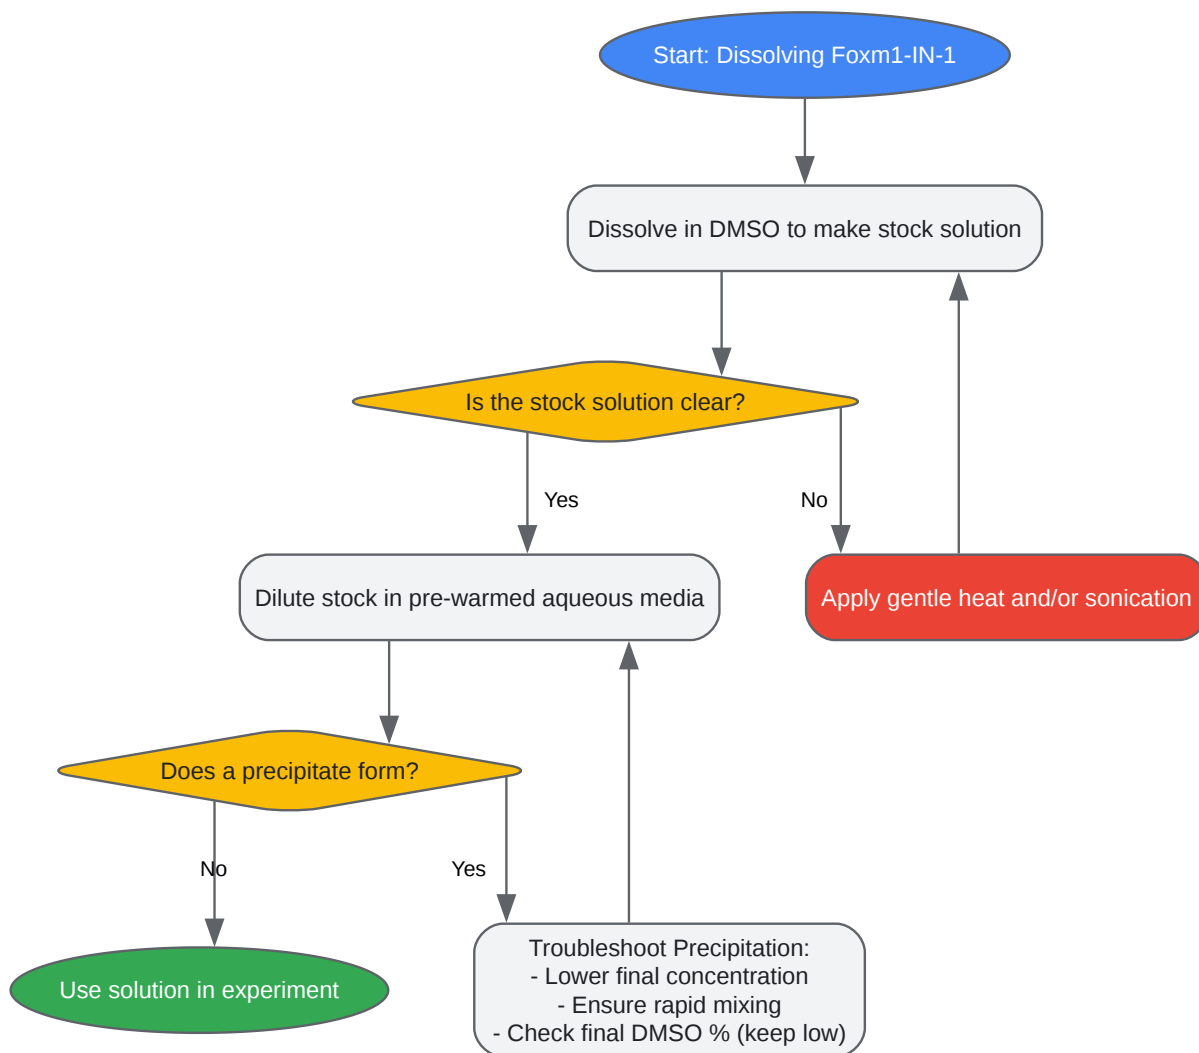 Start: Dissolving Foxm1-IN-1
Dissolve in DMSO to make stock solution
Is the stock solution clear?
Yes
No
Dilute stock in pre-warmed aqueous media
Apply gentle heat and/or sonication
Does a precipitate form?
No
Yes
Use solution in experiment
Troubleshoot Precipitation:
- Lower final concentration
- Ensure rapid mixing
- Check final DMSO % (keep low)